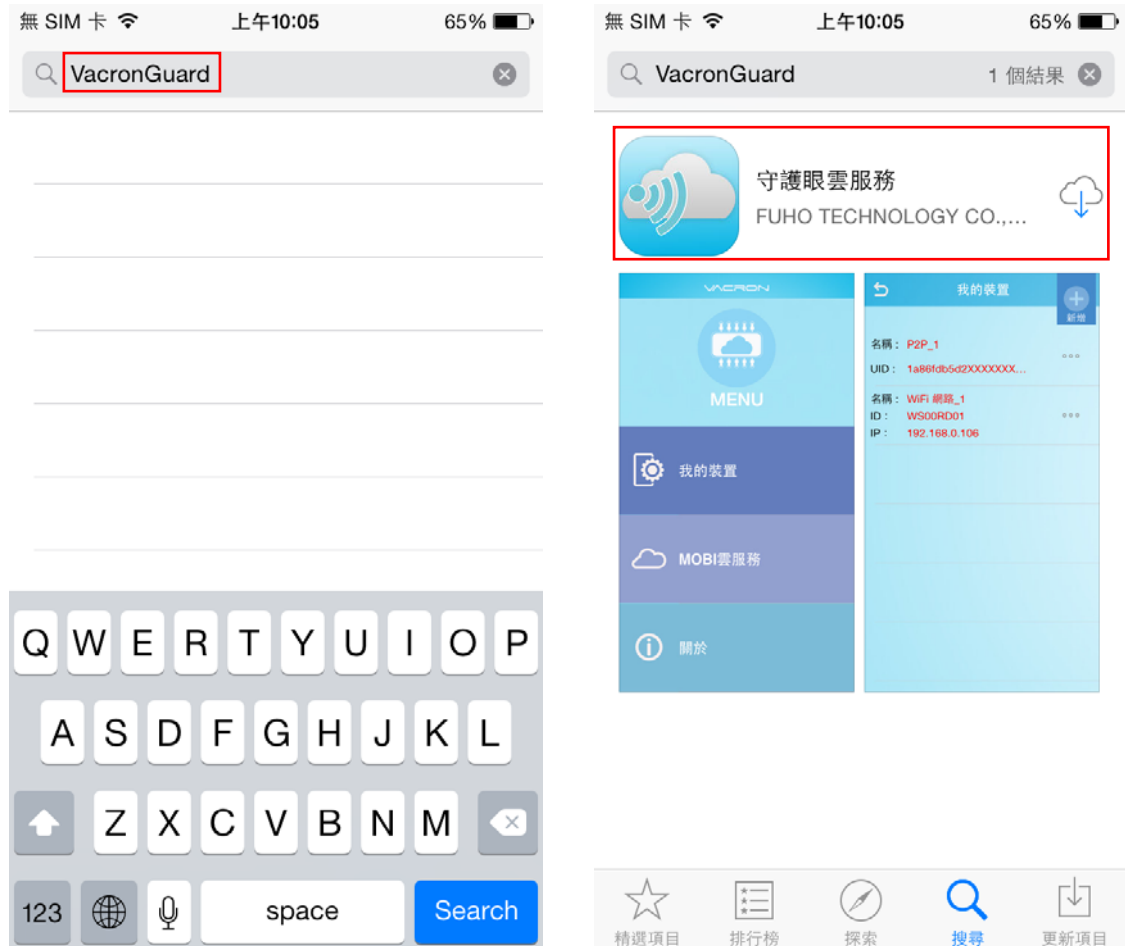 無 SIM 卡 上午10:05 65%
VacronGuard
Q W E R T Y U I O P
A S D F G H J K L
Z X C V B N M
123 space Search
無 SIM 卡 上午10:05 65%
VacronGuard 1 個結果
守護眼雲服務
FUHO TECHNOLOGY CO.,...
VACRON
MENU
我的裝置
MOBI雲服務
關於
我的裝置
新增
名稱： P2P_1
UID： 1a86fdb5d2XXXXXXX...
名稱： WiFi 網路_1
ID： WS00RD01
IP： 192.168.0.106
精選項目 排行榜 探索 搜尋 更新項目